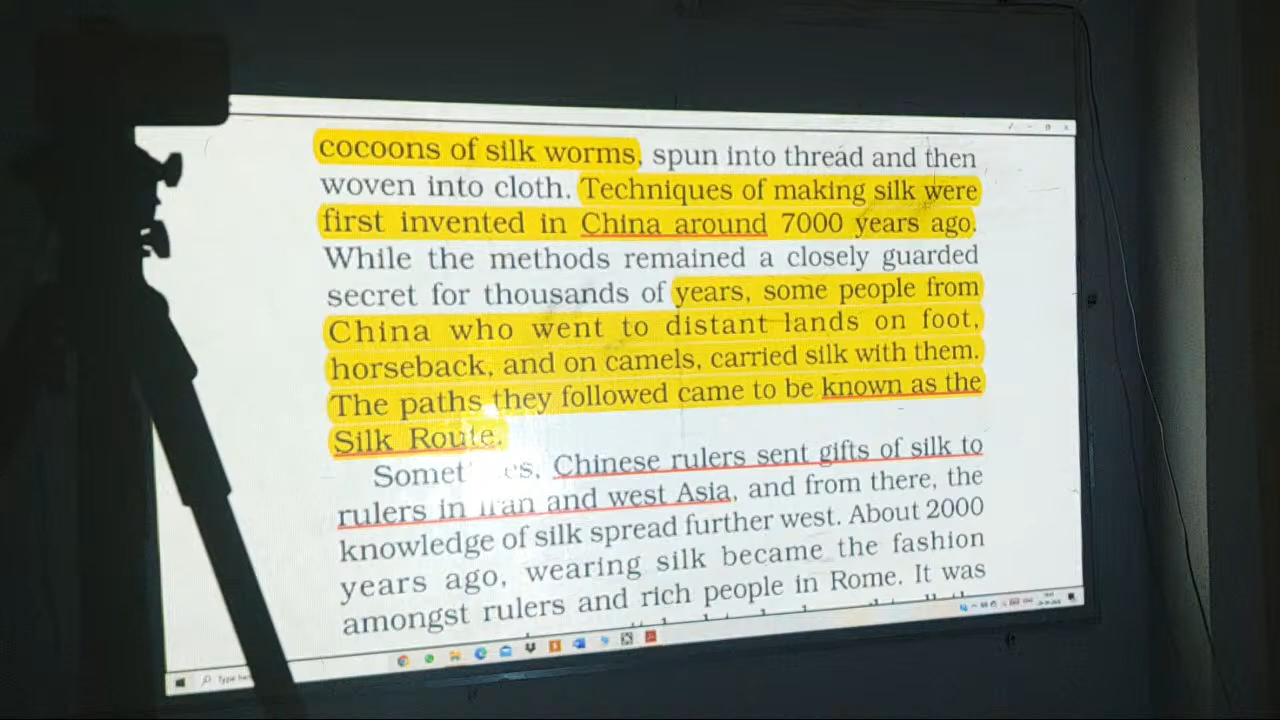 cocoons of silk worms, spun into thread and then
woven into cloth. Techniques of making silk were
first invented in China around 7000 years ago.
While the methods remained a closely guarded
secret for thousands of years, some people from
China who went to distant lands on foot,
horseback, and on camels, carried silk with them.
The paths they followed came to be known as the
Silk Route.
Chinese rulers sent gifts of silk to
rulers in Iran and west Asia, and from there, the
knowledge of silk spread further west. About 2000
years ago, wearing silk became the fashion
amongst rulers and rich people in Rome. It was
Type here